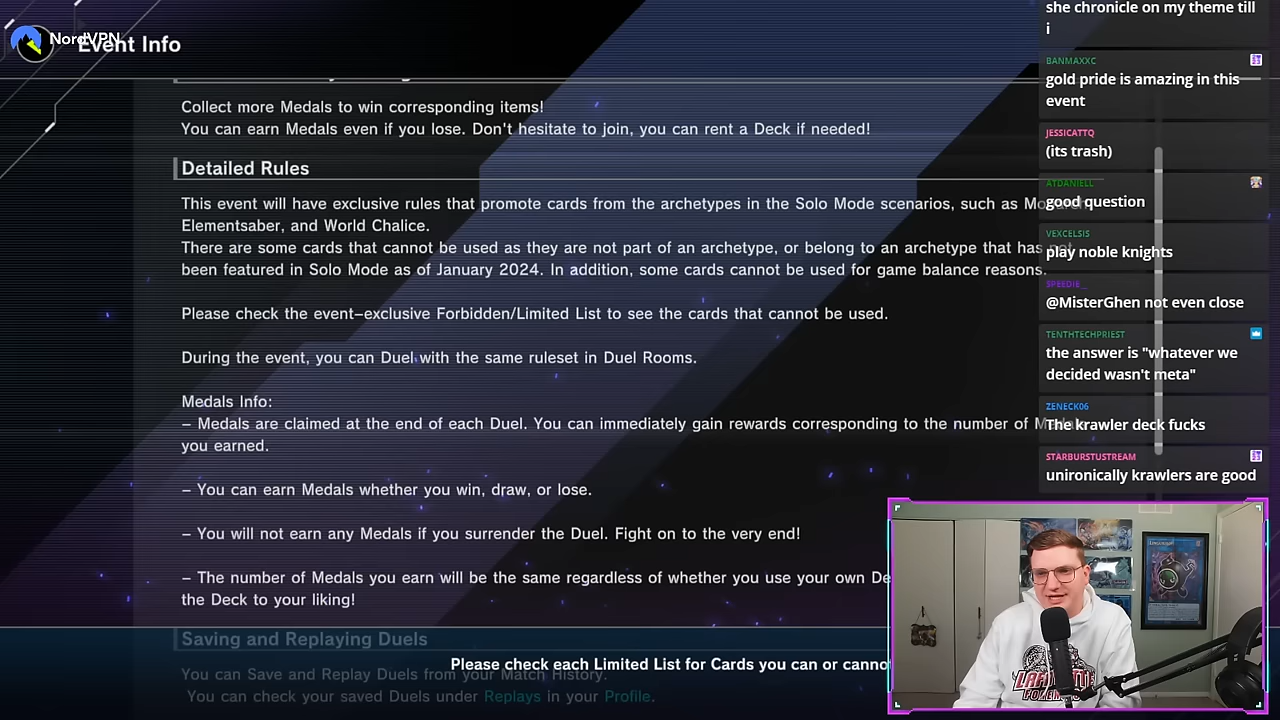 NordVPN
Event Info
Collect more Medals to win corresponding items!
You can earn Medals even if you lose. Don't hesitate to join, you can rent a Deck if needed!
Detailed Rules
This event will have exclusive rules that promote cards from the archetypes in the Solo Mode scenarios, such as
Elementsaber, and World Chalice.
There are some cards that cannot be used as they are not part of an archetype, or belong to an archetype that has not
been featured in Solo Mode as of January 2024. In addition, some cards cannot be used for game balance reasons.
Please check the event-exclusive Forbidden/Limited List to see the cards that cannot be used.
During the event, you can Duel with the same ruleset in Duel Rooms.
Medals Info:
– Medals are claimed at the end of each Duel. You can immediately gain rewards corresponding to the number of
you earned.
– You can earn Medals whether you win, draw, or lose.
– You will not earn any Medals if you surrender the Duel. Fight on to the very end!
– The number of Medals you earn will be the same regardless of whether you use your own De
the Deck to your liking!
Saving and Replaying Duels
You can Save and Replay Duels from your Match History.
You can check your saved Duels under Replays in your Profile.
Please check each Limited List for Cards you can or canno
she chronicle on my theme till
i
BANMAXXC
gold pride is amazing in this
event
JESSICATTQ
(its trash)
ATDANIELL
good question
VEXCELSIS
play noble knights
SPEEDIE_
@MisterGhen not even close
TENTHTECHPRIEST
the answer is "whatever we
decided wasn't meta"
ZENECK06
The krawler deck fucks
STARBURSTUSTREAM
unironically krawlers are good